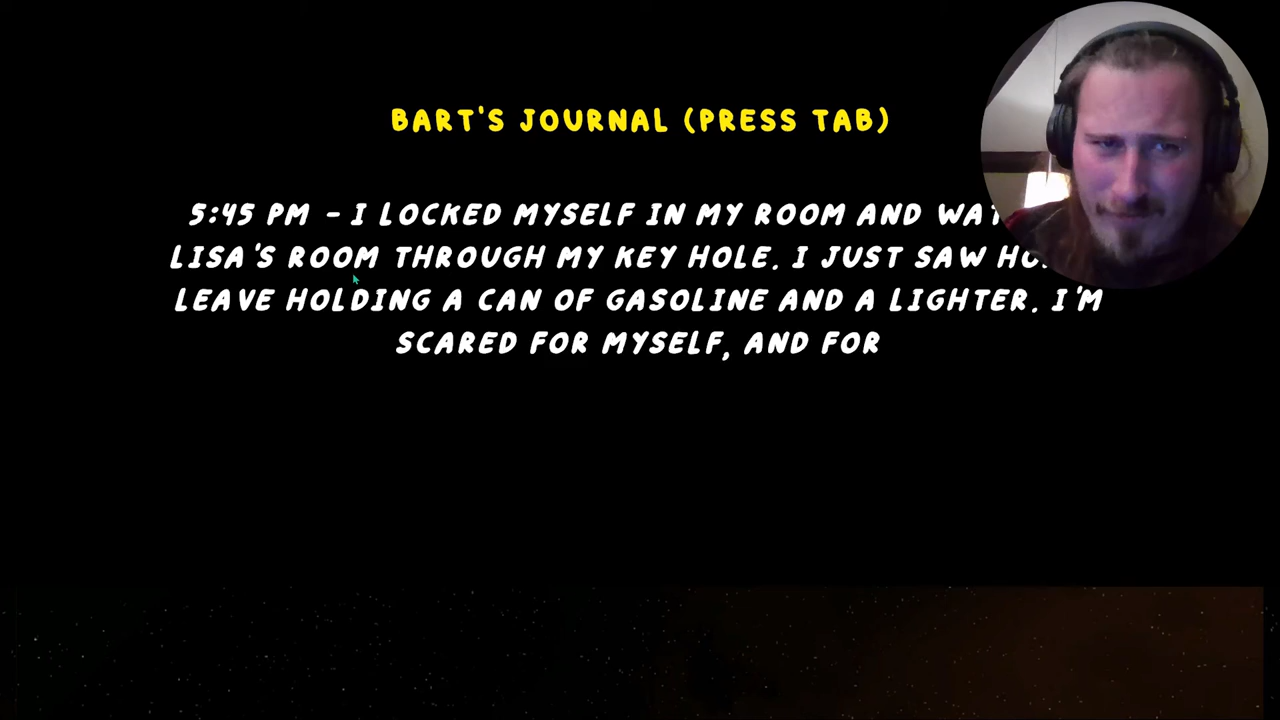 BART'S JOURNAL (PRESS TAB)
5:45 PM - I LOCKED MYSELF IN MY ROOM AND
LISA'S ROOM THROUGH MY KEY HOLE. I JUST SAW
LEAVE HOLDING A CAN OF GASOLINE AND A LIGHTER. I'M
SCARED FOR MYSELF, AND FOR